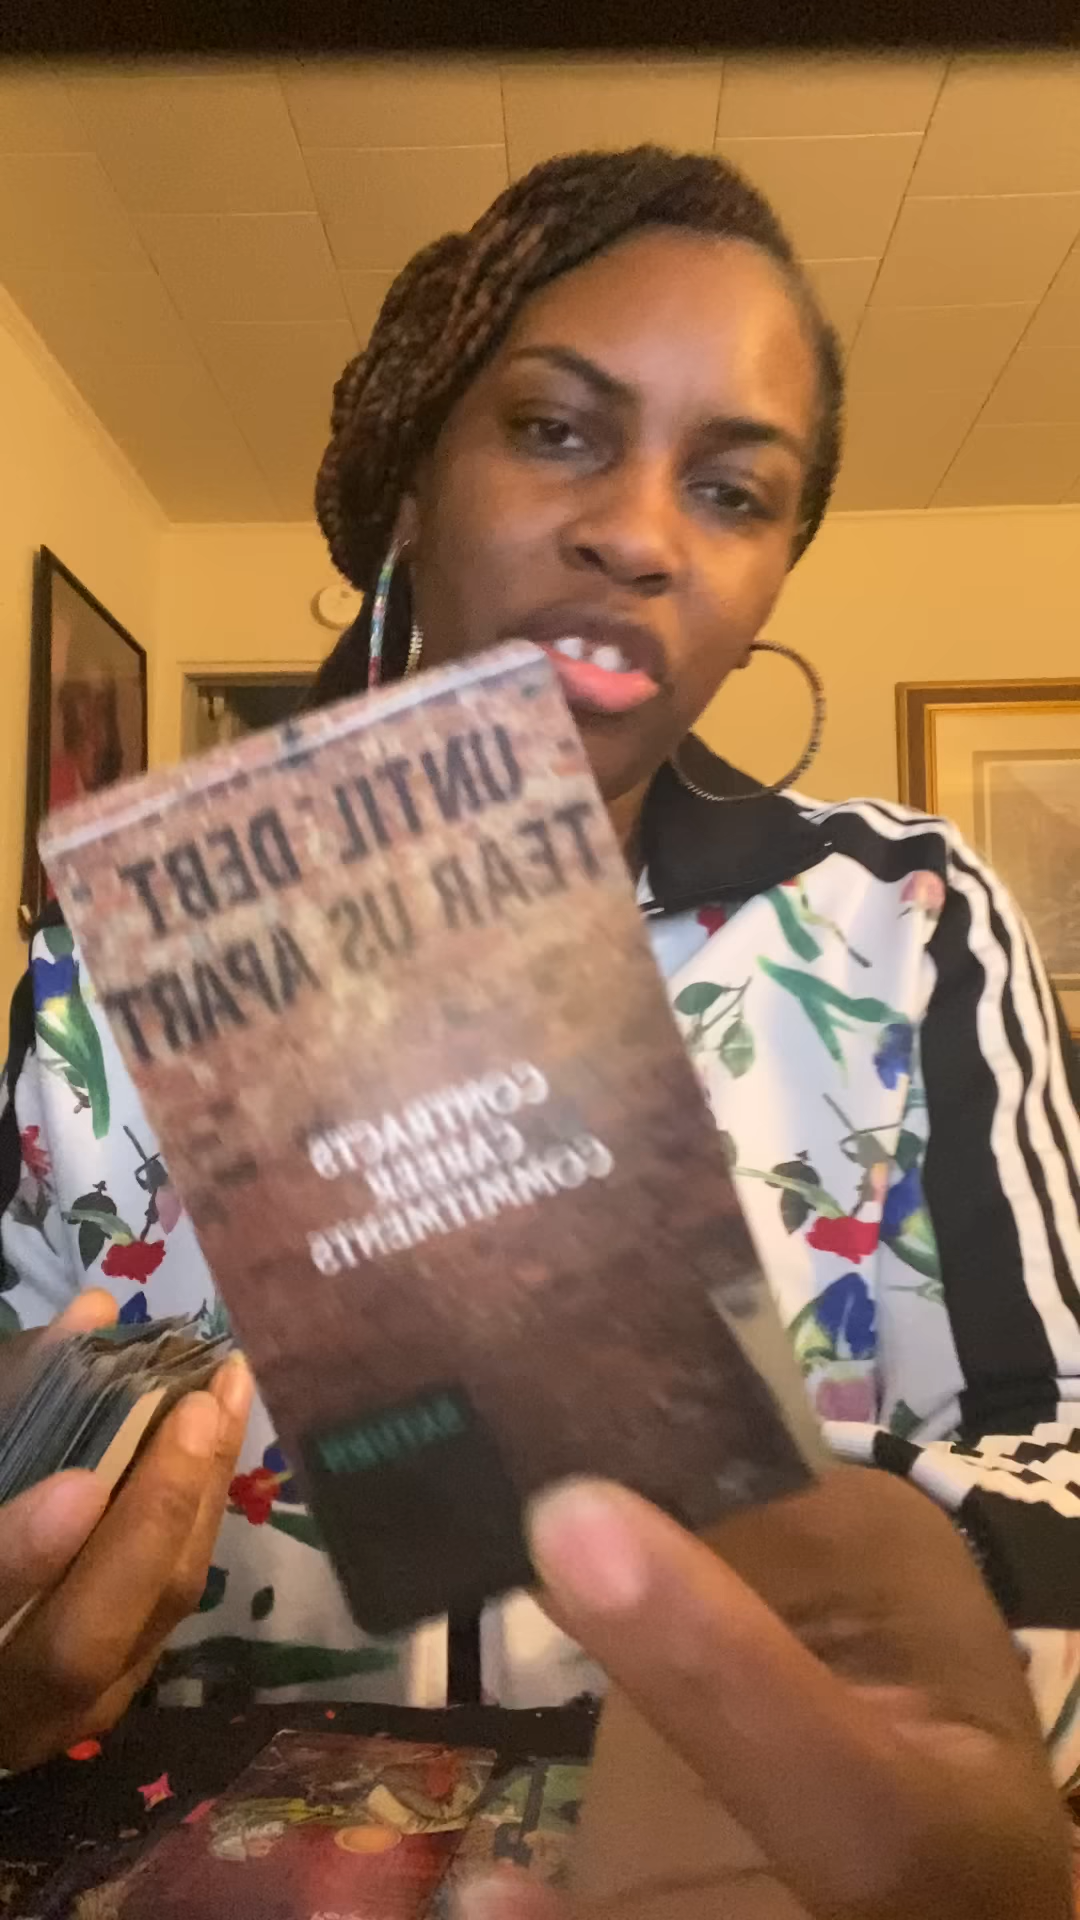 UNTIL DEBT
TEAR US APART
CONTRACTS
CAREER
COMMITMENTS